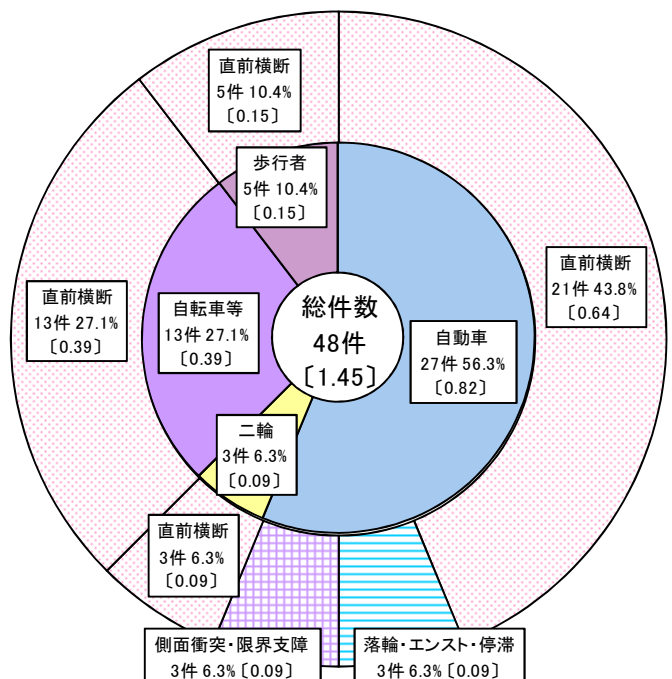 直前横断
5件 10.4%
〔0.15〕
歩行者
5件 10.4%
〔0.15〕
直前横断
21件 43.8%
〔0.64〕
直前横断
13件 27.1%
〔0.39〕
自転車等
13件 27.1%
〔0.39〕
総件数
48件
〔1.45〕
自動車
27件 56.3%
〔0.82〕
二輪
3件 6.3%
〔0.09〕
直前横断
3件 6.3%
〔0.09〕
側面衝突・限界支障
3件 6.3%〔0.09〕
落輪・エンスト・停滞
3件 6.3%〔0.09〕